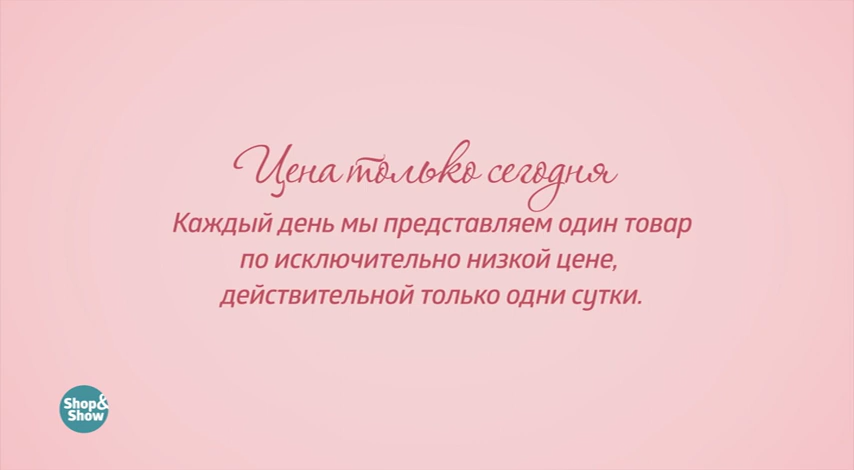 Цена только сегодня
Каждый день мы представляем один товар
по исключительно низкой цене,
действительной только одни сутки.
Shop&
Show